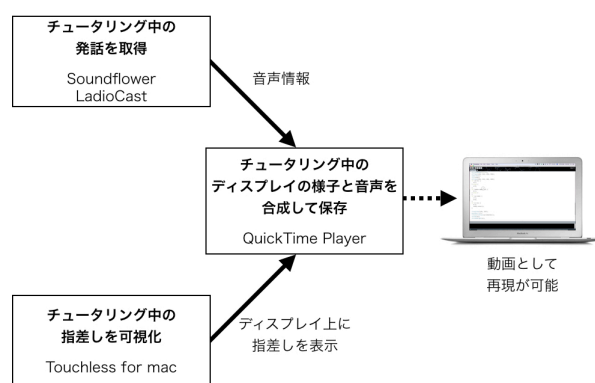 チュータリング中の
発話を取得
Soundflower
LadioCast
音声情報
チュータリング中の
ディスプレイの様子と音声を
合成して保存
QuickTime Player
動画として
再現が可能
チュータリング中の
指差しを可視化
Touchless for mac
ディスプレイ上に
指差しを表示